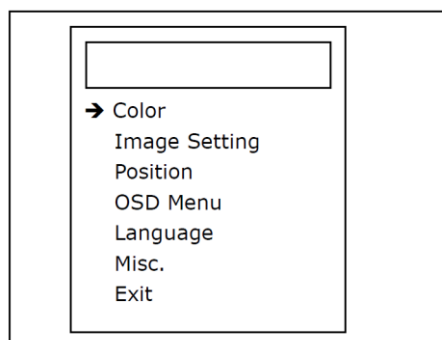 ➔ Color
Image Setting
Position
OSD Menu
Language
Misc.
Exit